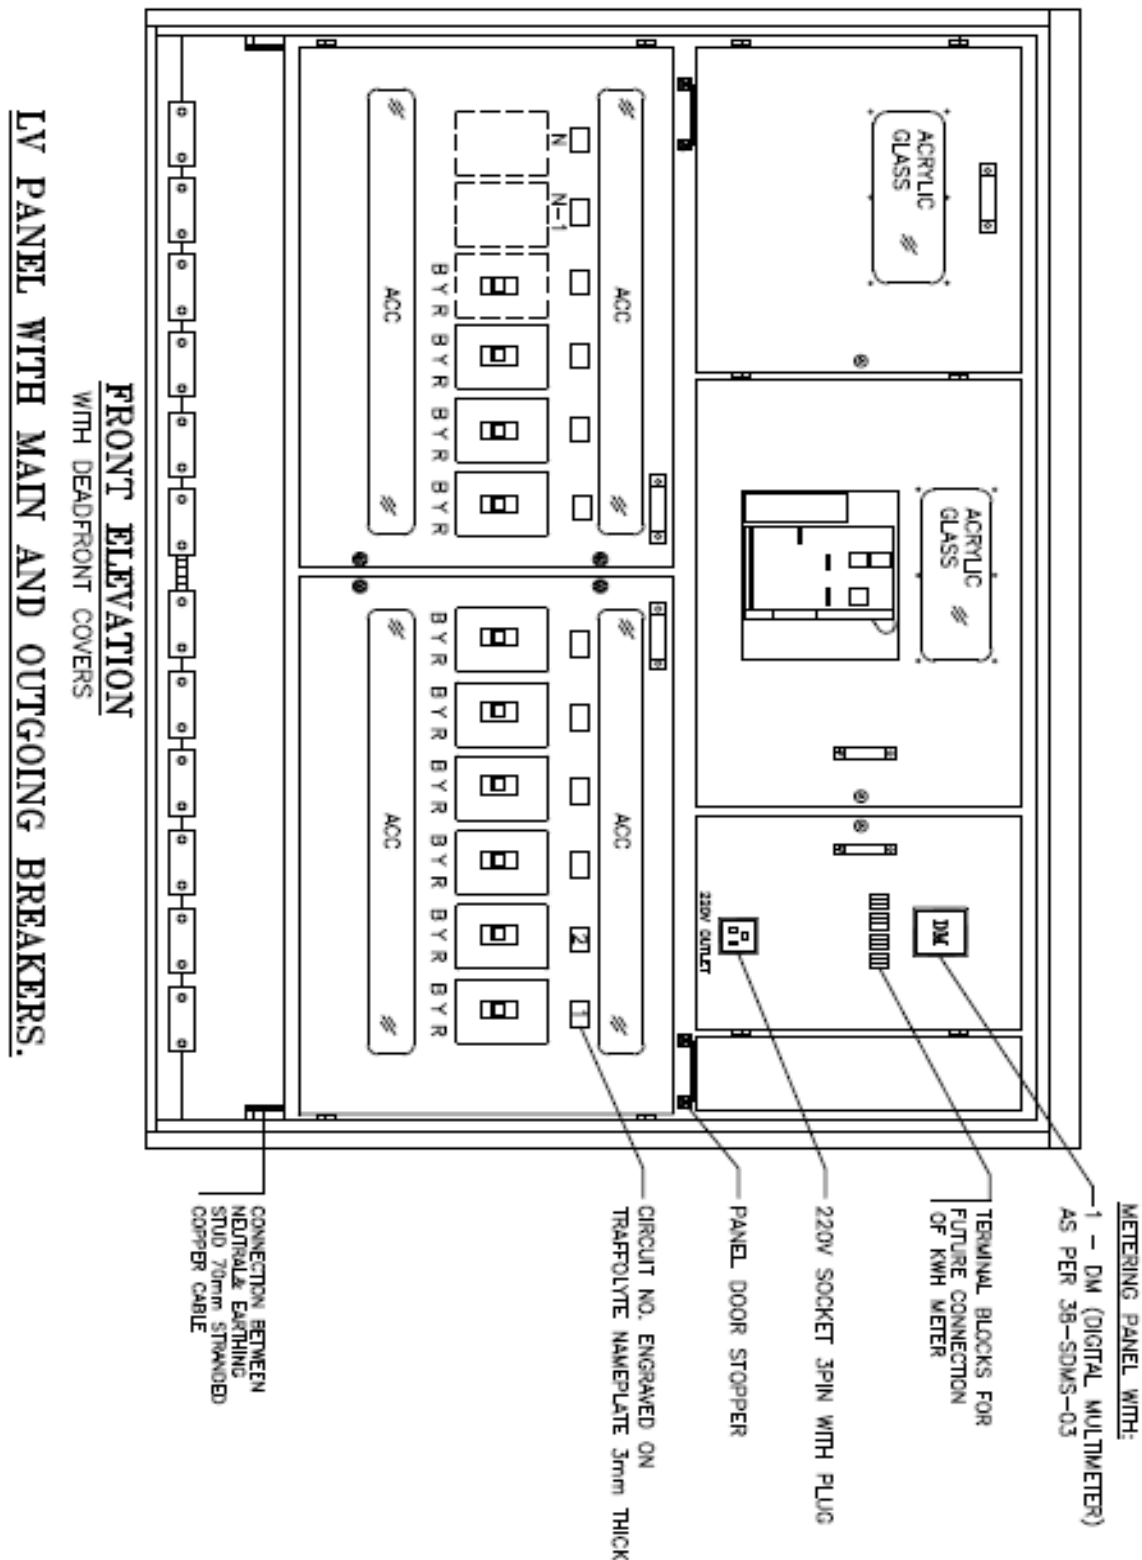 METERING PANEL WITH:
1 - DM (DIGITAL MULTIMETER)
AS PER 38-SDMS-03
TERMINAL BLOCKS FOR
FUTURE CONNECTION
OF KWH METER
220V SOCKET 3PIN WITH PLUG
PANEL DOOR STOPPER
CIRCUIT NO. ENGRAVED ON
TRAFFOLYTE NAMEPLATE 3mm THICK
CONNECTION BETWEEN
NEUTRAL& EARTHING
STUD 70mm STRANDED
COPPER CABLE
ACRYLIC
GLASS
ACRYLIC
GLASS
DM
220V OUTLET
ACC
ACC
N
N-1
2
1
B Y R
B Y R
B Y R
B Y R
B Y R
B Y R
B Y R
B Y R
B Y R
B Y R
ACC
ACC
FRONT ELEVATION
WITH DEADFRONT COVERS
LV PANEL WITH MAIN AND OUTGOING BREAKERS.